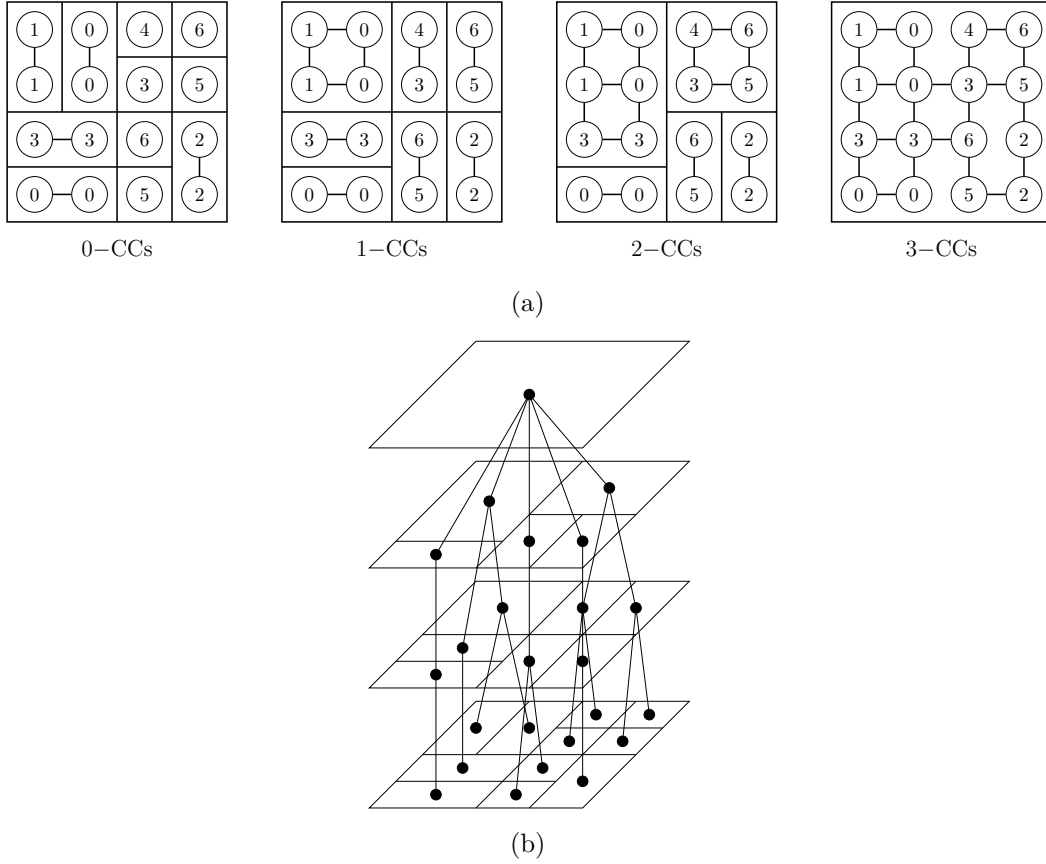 1 0 4 6 1 0 4 6 1 0 4 6 1 0 4 6
1 0 3 5 1 0 3 5 1 0 3 5 1 0 3 5
3 3 6 2 3 3 6 2 3 3 6 2 3 3 6 2
0 0 5 2 0 0 5 2 0 0 5 2 0 0 5 2
0−CCs 1−CCs 2−CCs 3−CCs
(a)
(b)